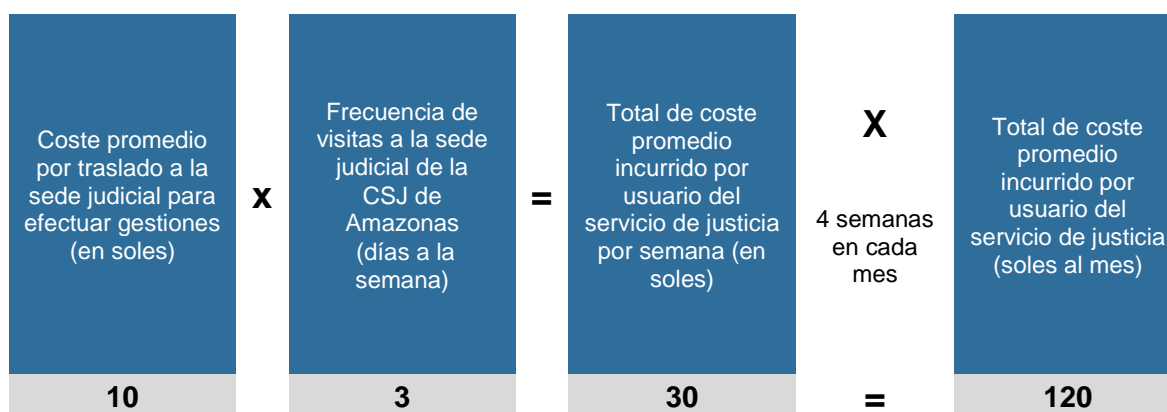 Coste promedio
por traslado a la
sede judicial para
efectuar gestiones
(en soles)
x
Frecuencia de
visitas a la sede
judicial de la
CSJ de
Amazonas
(días a la
semana)
=
Total de coste
promedio
incurrido por
usuario del
servicio de justicia
por semana (en
soles)
X
4 semanas
en cada
mes
Total de coste
promedio
incurrido por
usuario del
servicio de justicia
(soles al mes)
10
3
30
=
120